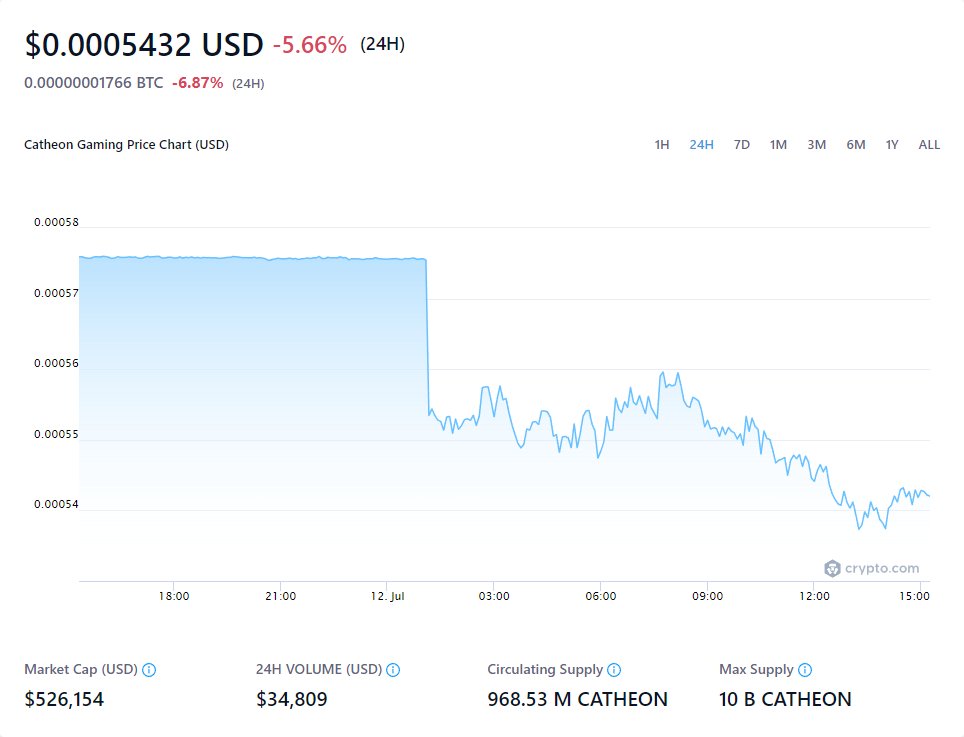 $0.0005432 USD -5.66% (24H)
0.00000001766 BTC -6.87% (24H)
Catheon Gaming Price Chart (USD) 1H 24H 7D 1M 3M 6M 1Y ALL
0.00058
0.00057
0.00056
0.00055
0.00054
crypto.com
18:00 21:00 12. Jul 03:00 06:00 09:00 12:00 15:00
Market Cap (USD) 24H VOLUME (USD) Circulating Supply Max Supply
$526,154 $34,809 968.53 M CATHEON 10 B CATHEON